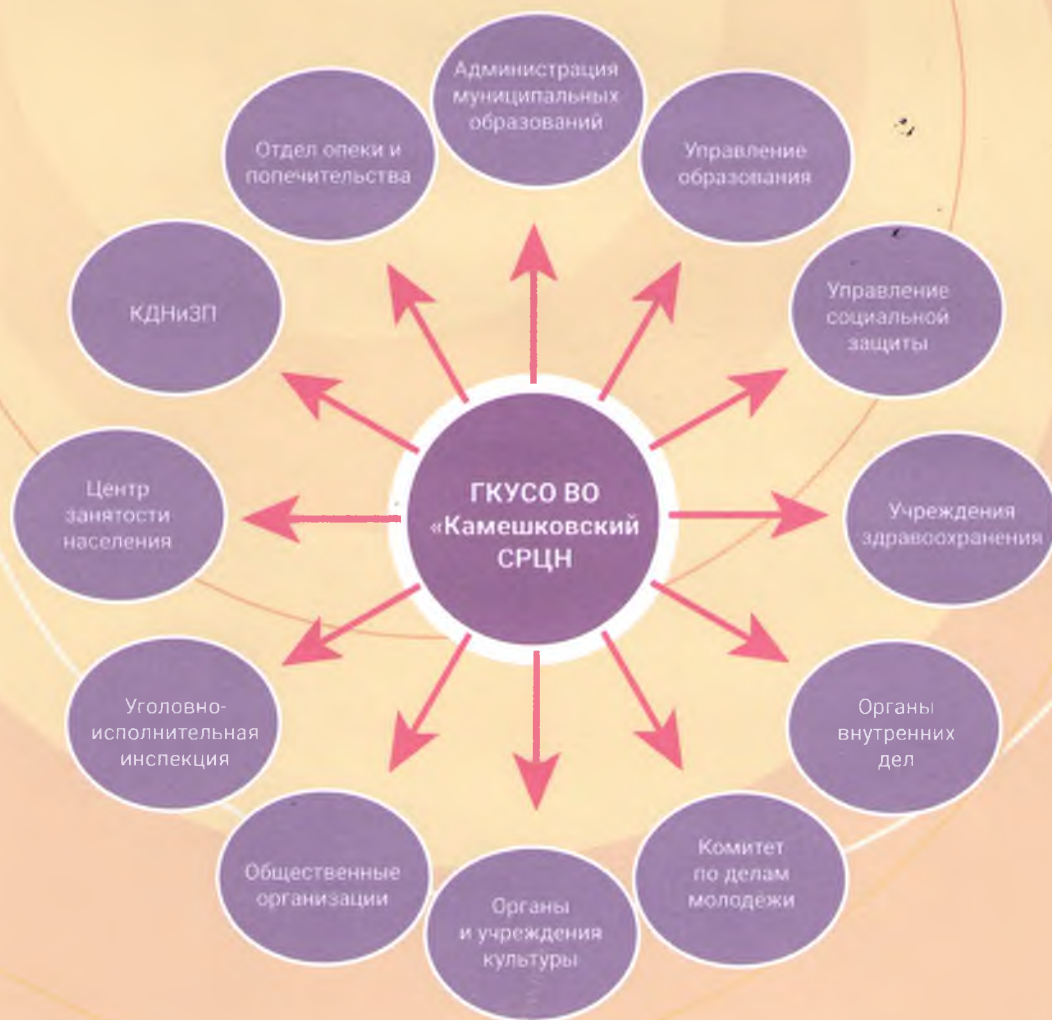 Администрация
муниципальных
образований
Отдел опеки и
попечительства
Управление
образования
КДНиЗП
Управление
социальной
защиты
Центр
занятости
населения
ГКУСО ВО
«Камешковский
СРЦН
Учреждения
здравоохранения
Уголовно-
исполнительная
инспекция
Органы
внутренних
дел
Общественные
организации
Органы
и учреждения
культуры
Комитет
по делам
молодёжи